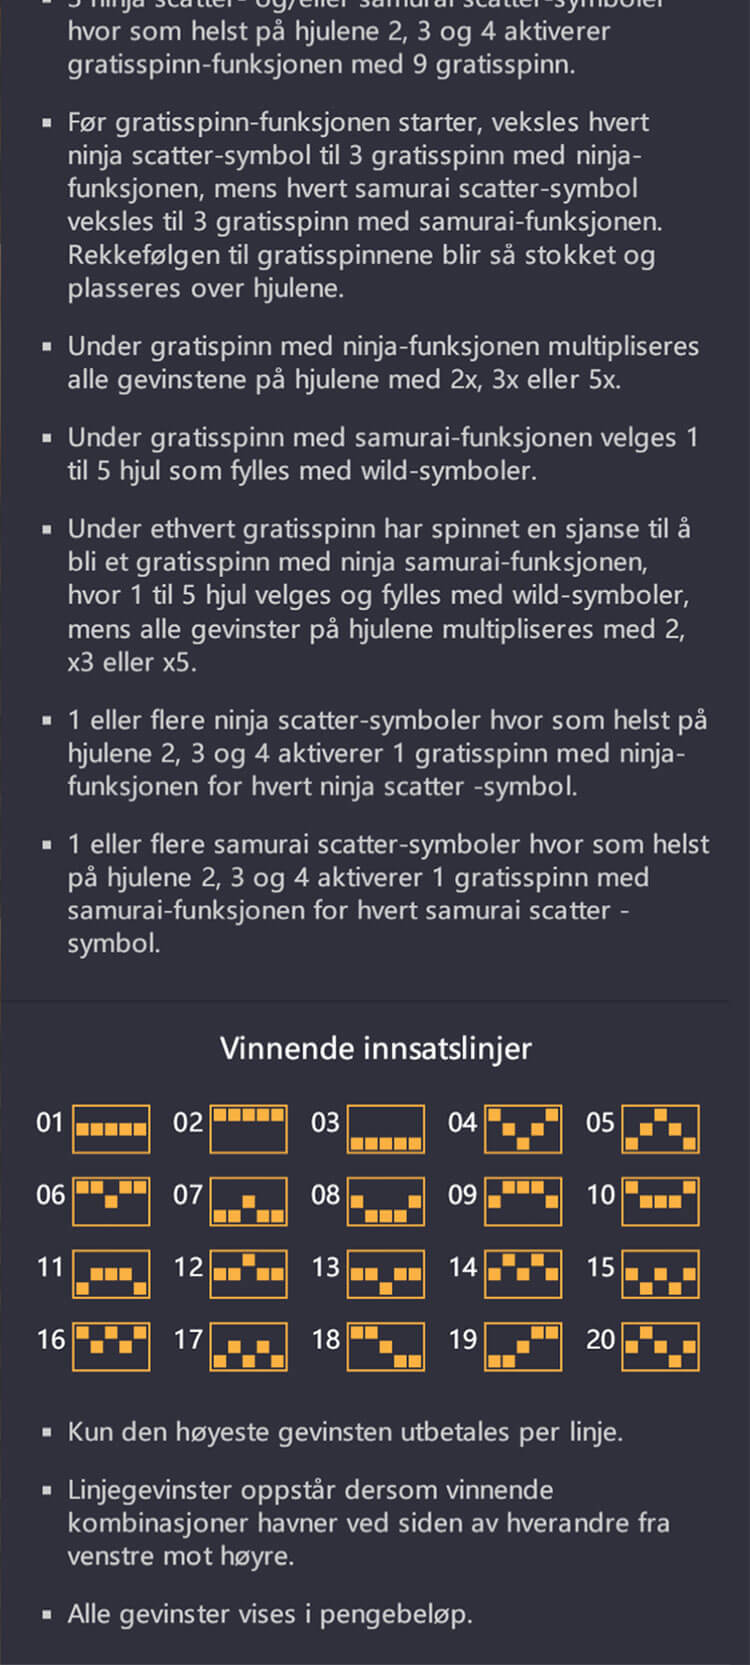 3 ninja scatter- og/eller samurai scatter-symboler
hvor som helst på hjulene 2, 3 og 4 aktiverer
gratisspinn-funksjonen med 9 gratisspinn.
▪ Før gratisspinn-funksjonen starter, veksles hvert
ninja scatter-symbol til 3 gratisspinn med ninja-
funksjonen, mens hvert samurai scatter-symbol
veksles til 3 gratisspinn med samurai-funksjonen.
Rekkefølgen til gratisspinnene blir så stokket og
plasseres over hjulene.
▪ Under gratispinn med ninja-funksjonen multipliseres
alle gevinstene på hjulene med 2x, 3x eller 5x.
▪ Under gratisspinn med samurai-funksjonen velges 1
til 5 hjul som fylles med wild-symboler.
▪ Under ethvert gratisspinn har spinnet en sjanse til å
bli et gratisspinn med ninja samurai-funksjonen,
hvor 1 til 5 hjul velges og fylles med wild-symboler,
mens alle gevinster på hjulene multipliseres med 2,
x3 eller x5.
▪ 1 eller flere ninja scatter-symboler hvor som helst på
hjulene 2, 3 og 4 aktiverer 1 gratisspinn med ninja-
funksjonen for hvert ninja scatter -symbol.
▪ 1 eller flere samurai scatter-symboler hvor som helst
på hjulene 2, 3 og 4 aktiverer 1 gratisspinn med
samurai-funksjonen for hvert samurai scatter -
symbol.
Vinnende innsatslinjer
01 02 03 04 05
06 07 08 09 10
11 12 13 14 15
16 17 18 19 20
▪ Kun den høyeste gevinsten utbetales per linje.
▪ Linjegevinster oppstår dersom vinnende
kombinasjoner havner ved siden av hverandre fra
venstre mot høyre.
▪ Alle gevinster vises i pengebeløp.